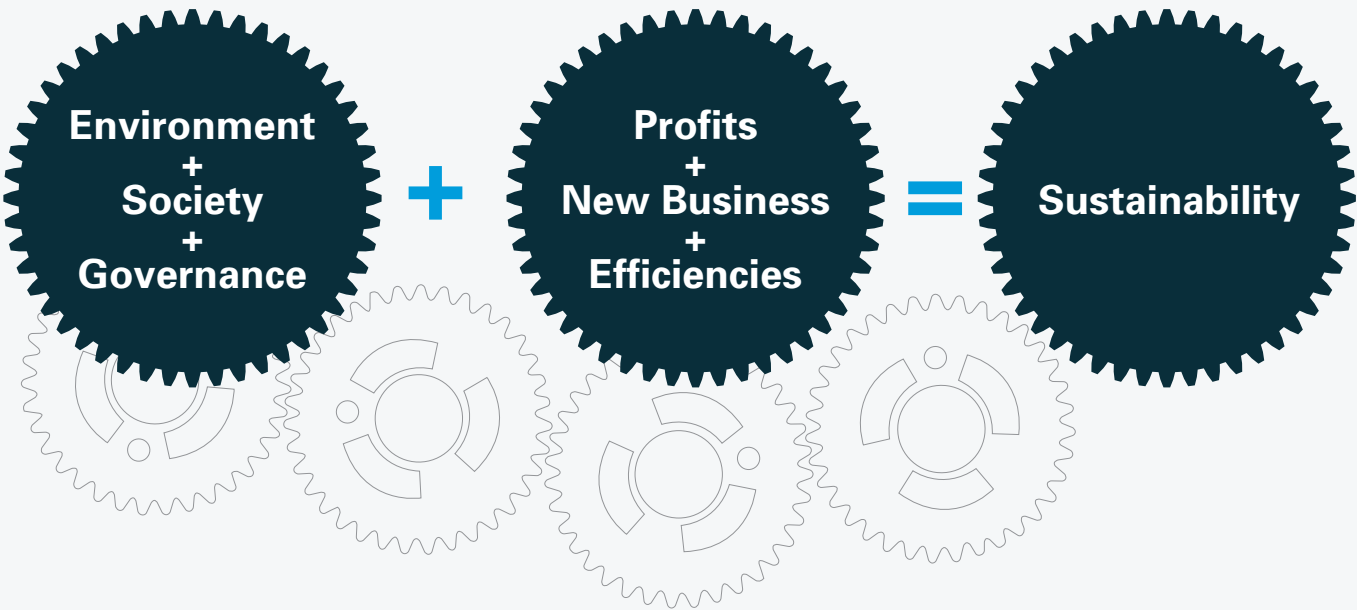 Environment
+
Society
+
Governance
+
Profits
+
New Business
+
Efficiencies
=
Sustainability